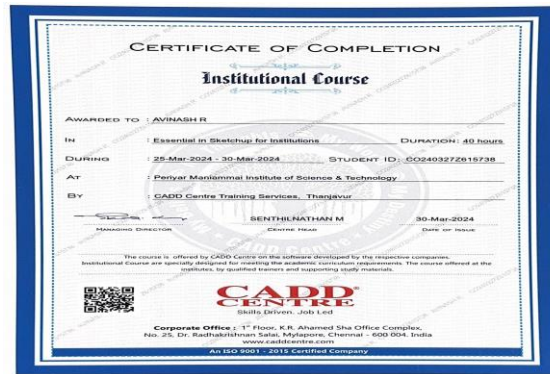 CERTIFICATE OF COMPLETION
Institutional Course
AWARDED TO : AVINASH R
IN : Essential in Sketchup for Institutions DURATION: 40 hours
DURING : 25-Mar-2024 - 30-Mar-2024 STUDENT ID: CO240327Z615738
AT : Periyar Maniammai Institute of Science & Technology
BY : CADD Centre Training Services, Thanjavur
SENTHILNATHAN M 30-Mar-2024
MANAGING DIRECTOR CENTRE HEAD DATE OF ISSUE
The course is offered by CADD Centre on the software developed by the respective companies.
Institutional Course are specially designed for meeting the academic curriculum requirements. The course offered at the
institutes, by qualified trainers and supporting study materials.
CADD
CENTRE
Skills Driven. Job Led
Corporate Office : 1st Floor, K.R. Ahamed Sha Office Complex,
No. 25, Dr. Radhakrishnan Salai, Mylapore, Chennai - 600 004. India
www.caddcentre.com
An ISO 9001 - 2015 Certified Company